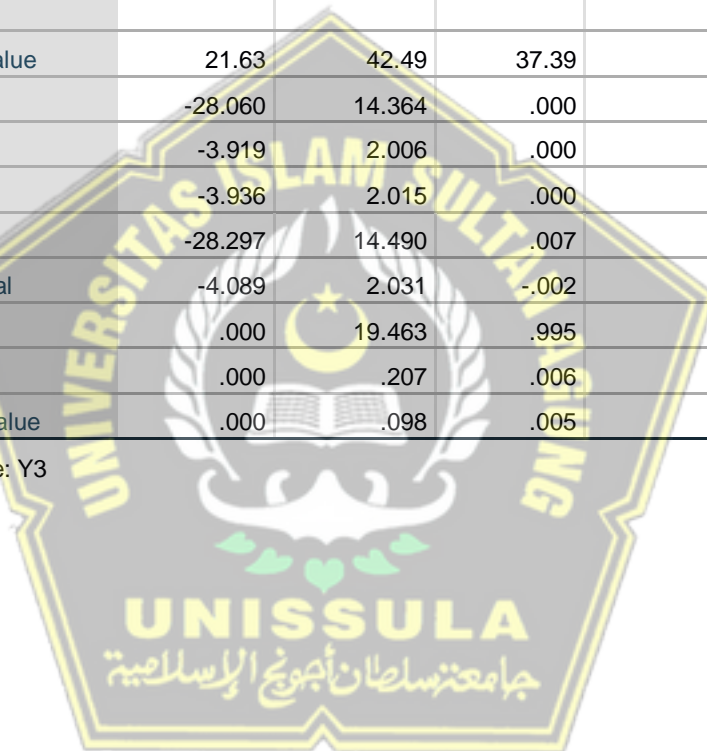 alue 21.63 42.49 37.39
-28.060 14.364 .000
-3.919 2.006 .000
-3.936 2.015 .000
-28.297 14.490 .007
al -4.089 2.031 -.002
.000 19.463 .995
.000 .207 .006
alue .000 .098 .005
e: Y3
UNIVERSITAS ISLAM SULTAN AGUNG
UNISSULA
جامعتنسلطان أجونج الإسلامية